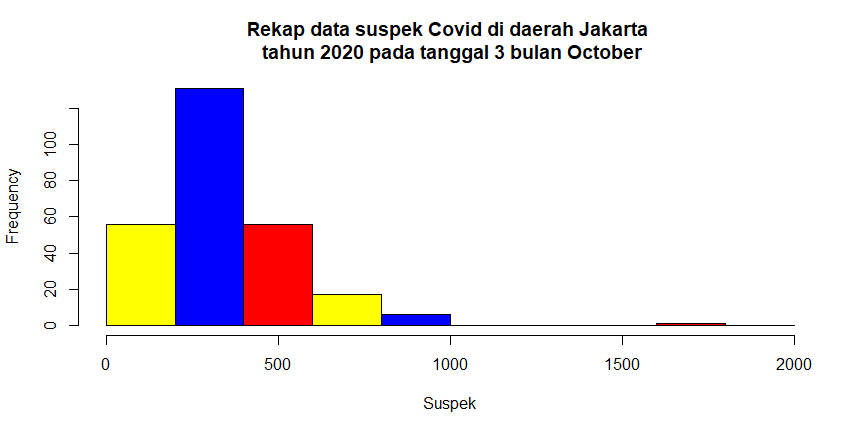 Rekap data suspek Covid di daerah Jakarta
tahun 2020 pada tanggal 3 bulan October
Frequency
100
80
60
40
20
0
0 500 1000 1500 2000
Suspek